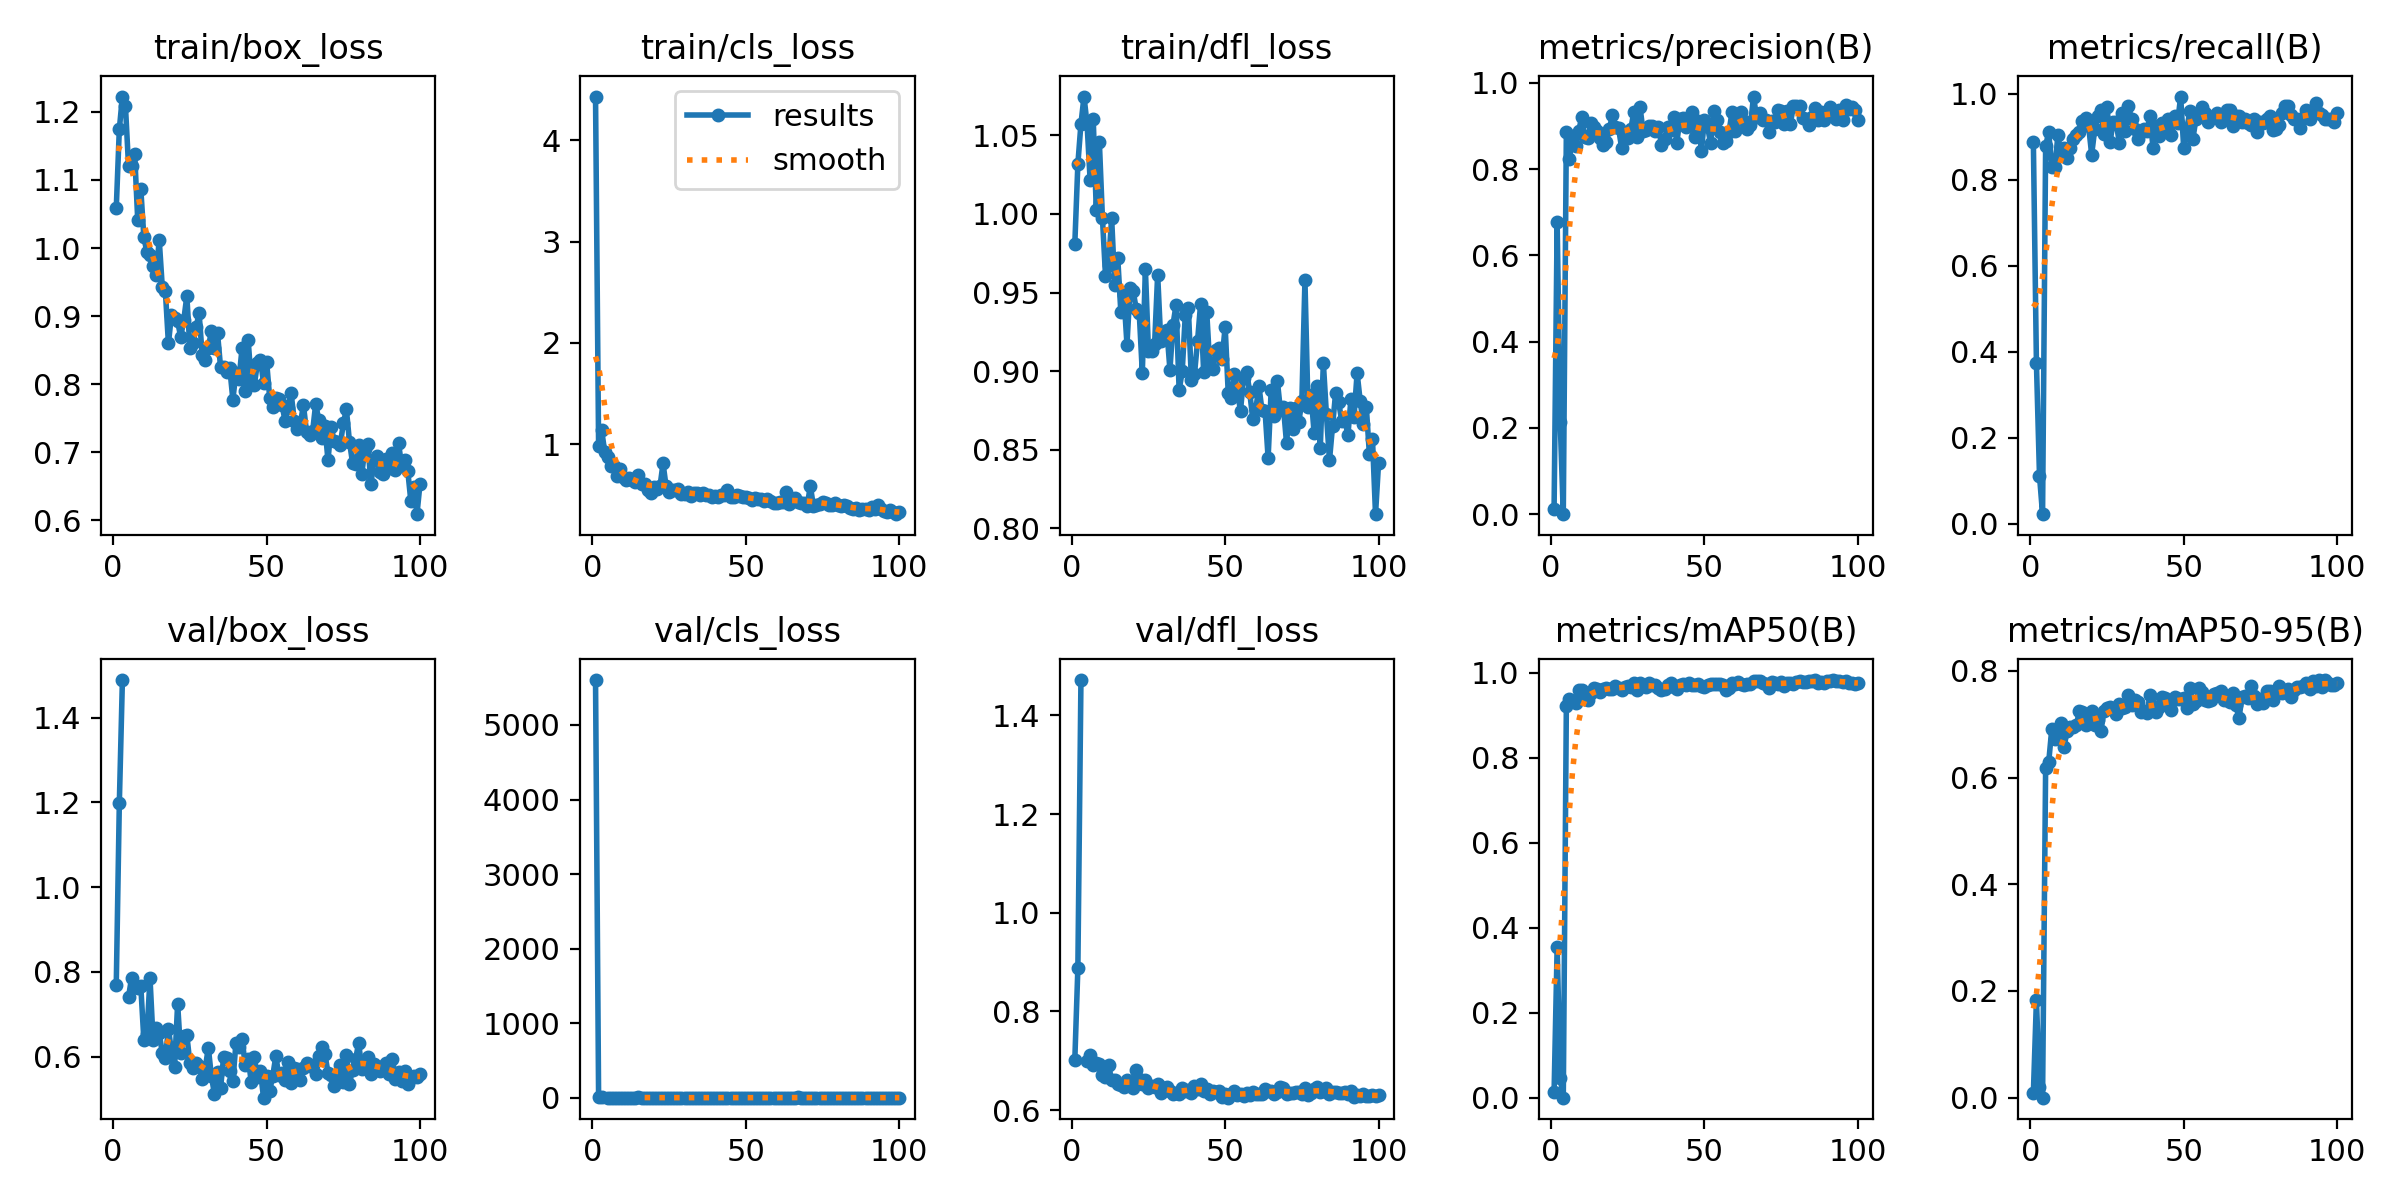 train/box_loss
1.2
1.1
1.0
0.9
0.8
0.7
0.6
0 50 100
train/cls_loss
results
smooth
4
3
2
1
0 50 100
train/dfl_loss
1.05
1.00
0.95
0.90
0.85
0.80
0 50 100
metrics/precision(B)
1.0
0.8
0.6
0.4
0.2
0.0
0 50 100
metrics/recall(B)
1.0
0.8
0.6
0.4
0.2
0.0
0 50 100
val/box_loss
1.4
1.2
1.0
0.8
0.6
0 50 100
val/cls_loss
5000
4000
3000
2000
1000
0
0 50 100
val/dfl_loss
1.4
1.2
1.0
0.8
0.6
0 50 100
metrics/mAP50(B)
1.0
0.8
0.6
0.4
0.2
0.0
0 50 100
metrics/mAP50-95(B)
0.8
0.6
0.4
0.2
0.0
0 50 100